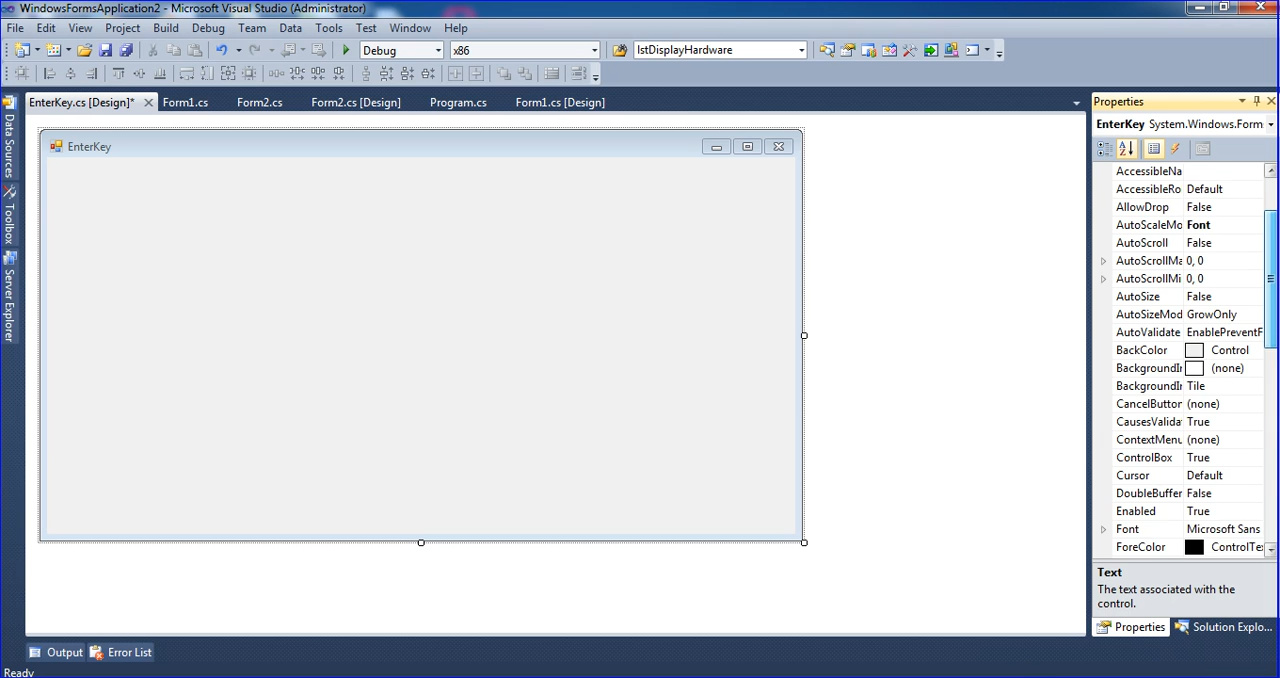 WindowsFormsApplication2 - Microsoft Visual Studio (Administrator)
File Edit View Project Build Debug Team Data Tools Test Window Help
Debug x86 lstDisplayHardware
EnterKey.cs [Design]* Form1.cs Form2.cs Form2.cs [Design] Program.cs Form1.cs [Design]
Data Sources
Toolbox
Server Explorer
EnterKey
Properties
EnterKey System.Windows.Form
AccessibleNa
AccessibleRo Default
AllowDrop False
AutoScaleMo Font
AutoScroll False
AutoScrollMa 0, 0
AutoScrollMi 0, 0
AutoSize False
AutoSizeMod GrowOnly
AutoValidate EnablePreventF
BackColor Control
BackgroundIr (none)
BackgroundIr Tile
CancelButton (none)
CausesValida True
ContextMenu (none)
ControlBox True
Cursor Default
DoubleBuffer False
Enabled True
Font Microsoft Sans
ForeColor ControlTex
Text
The text associated with the
control.
Properties Solution Explo...
Output Error List
Ready